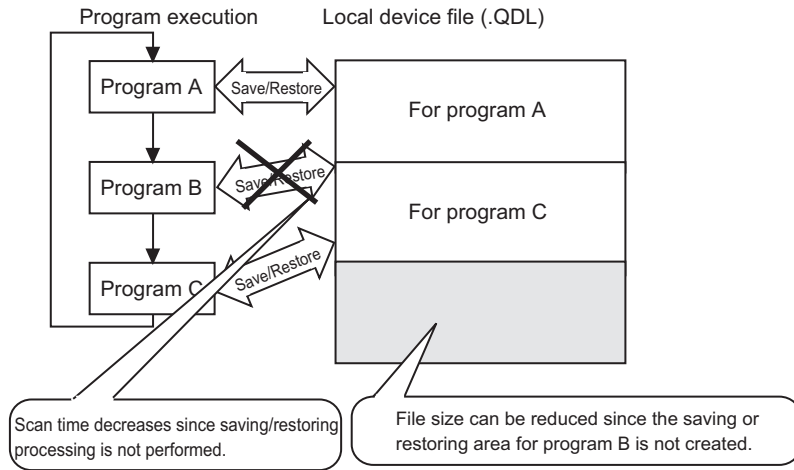 Program execution
Local device file (.QDL)
Program A
Save/Restore
For program A
Program B
Save/Restore
For program C
Program C
Save/Restore
Scan time decreases since saving/restoring
processing is not performed.
File size can be reduced since the saving or
restoring area for program B is not created.